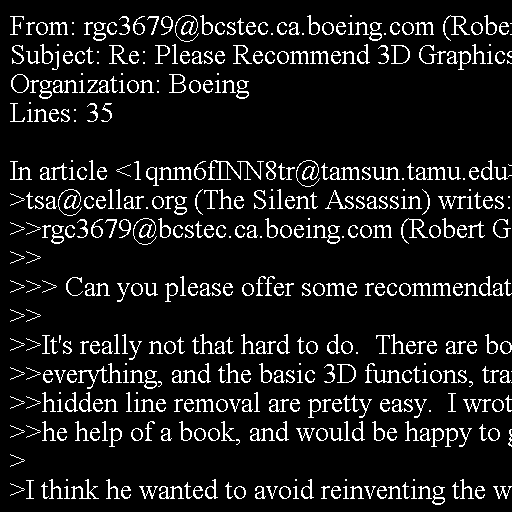 From: rgc3679@bcstec.ca.boeing.com (Robe
Subject: Re: Please Recommend 3D Graphics
Organization: Boeing
Lines: 35

In article <1qnm6fINN8tr@tamsun.tamu.edu>
>tsa@cellar.org (The Silent Assassin) writes:
>>rgc3679@bcstec.ca.boeing.com (Robert G
>>
>>> Can you please offer some recommendat
>>
>>It's really not that hard to do.  There are bo
>>everything, and the basic 3D functions, tra
>>hidden line removal are pretty easy.  I wrot
>>he help of a book, and would be happy to g
>
>I think he wanted to avoid reinventing the w